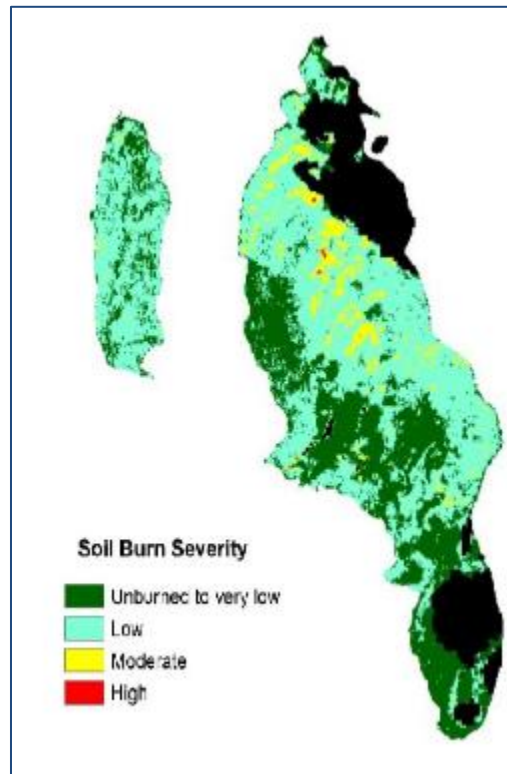 Soil Burn Severity
Unburned to very low
Low
Moderate
High